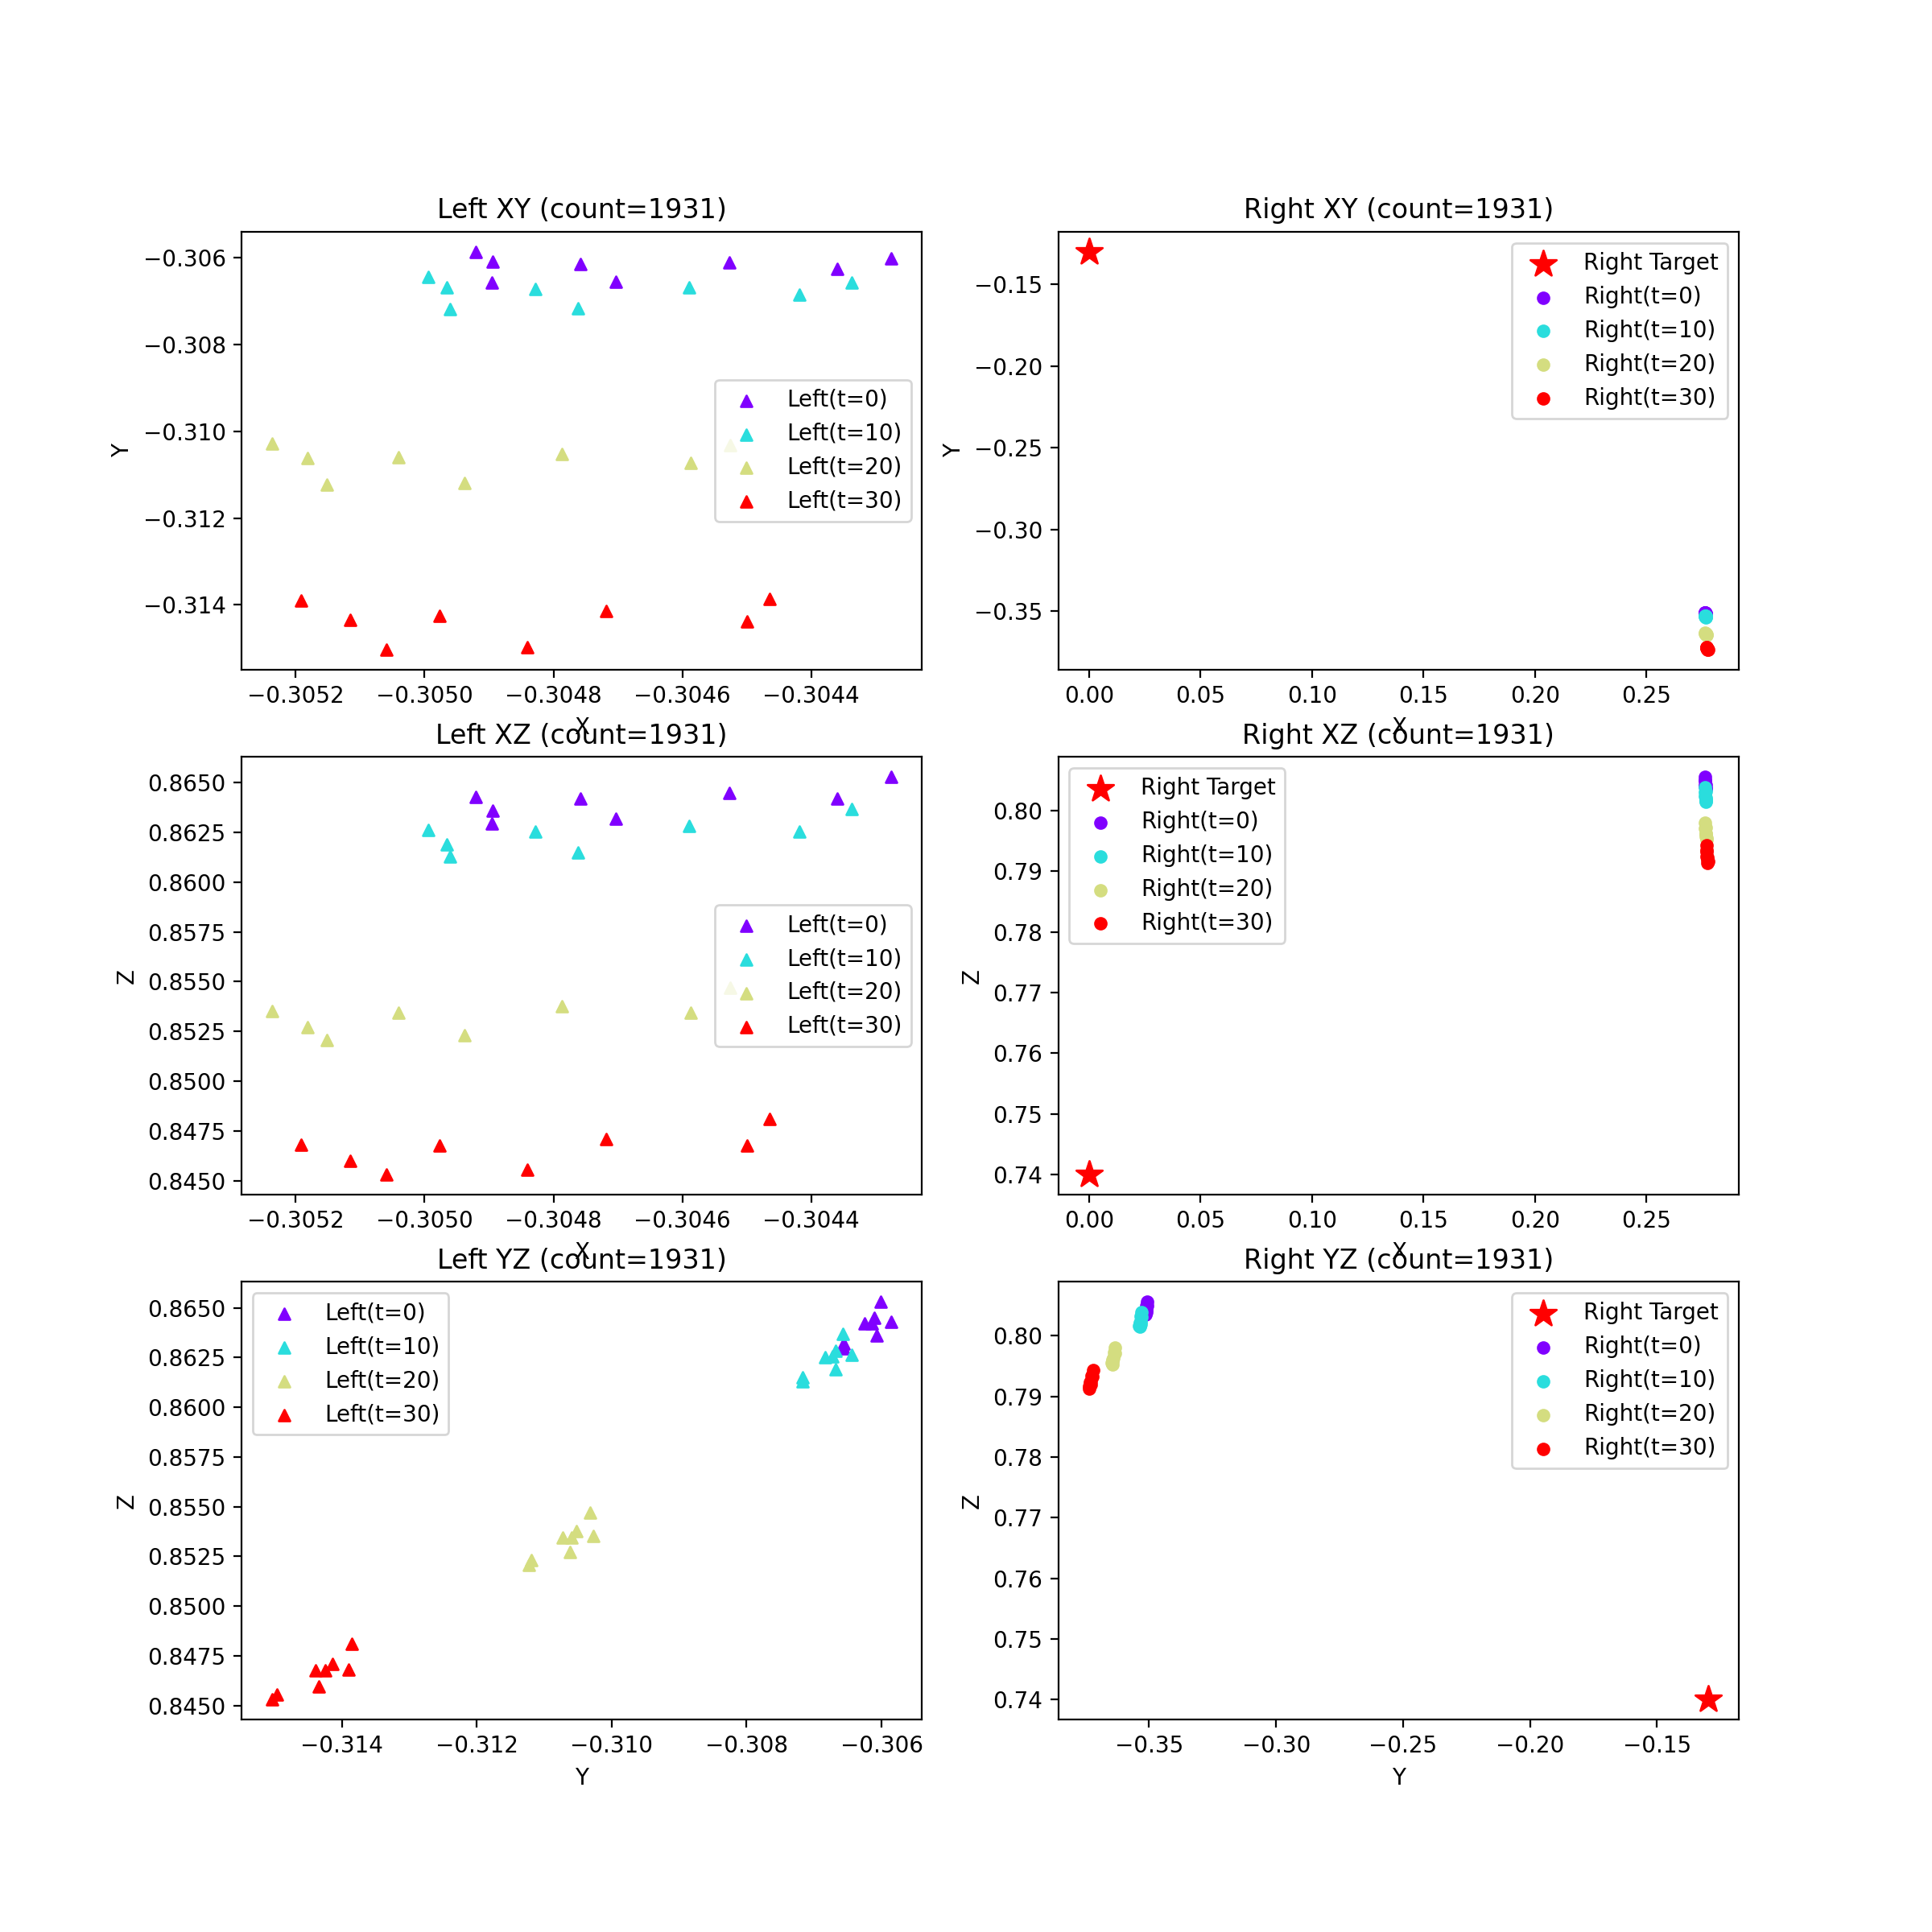 Left XY (count=1931)
Right XY (count=1931)
−0.306
−0.308
−0.310
−0.312
−0.314
Y
Left(t=0)
Left(t=10)
Left(t=20)
Left(t=30)
−0.3052
−0.3050
−0.3048
−0.3046
−0.3044
X
−0.15
−0.20
−0.25
−0.30
−0.35
Y
Right Target
Right(t=0)
Right(t=10)
Right(t=20)
Right(t=30)
0.00
0.05
0.10
0.15
0.20
0.25
X
Left XZ (count=1931)
Right XZ (count=1931)
0.8650
0.8625
0.8600
0.8575
0.8550
0.8525
0.8500
0.8475
0.8450
Z
Left(t=0)
Left(t=10)
Left(t=20)
Left(t=30)
−0.3052
−0.3050
−0.3048
−0.3046
−0.3044
X
0.80
0.79
0.78
0.77
0.76
0.75
0.74
Z
Right Target
Right(t=0)
Right(t=10)
Right(t=20)
Right(t=30)
0.00
0.05
0.10
0.15
0.20
0.25
X
Left YZ (count=1931)
Right YZ (count=1931)
0.8650
0.8625
0.8600
0.8575
0.8550
0.8525
0.8500
0.8475
0.8450
Z
Left(t=0)
Left(t=10)
Left(t=20)
Left(t=30)
−0.314
−0.312
−0.310
−0.308
−0.306
Y
0.80
0.79
0.78
0.77
0.76
0.75
0.74
Z
Right Target
Right(t=0)
Right(t=10)
Right(t=20)
Right(t=30)
−0.35
−0.30
−0.25
−0.20
−0.15
Y